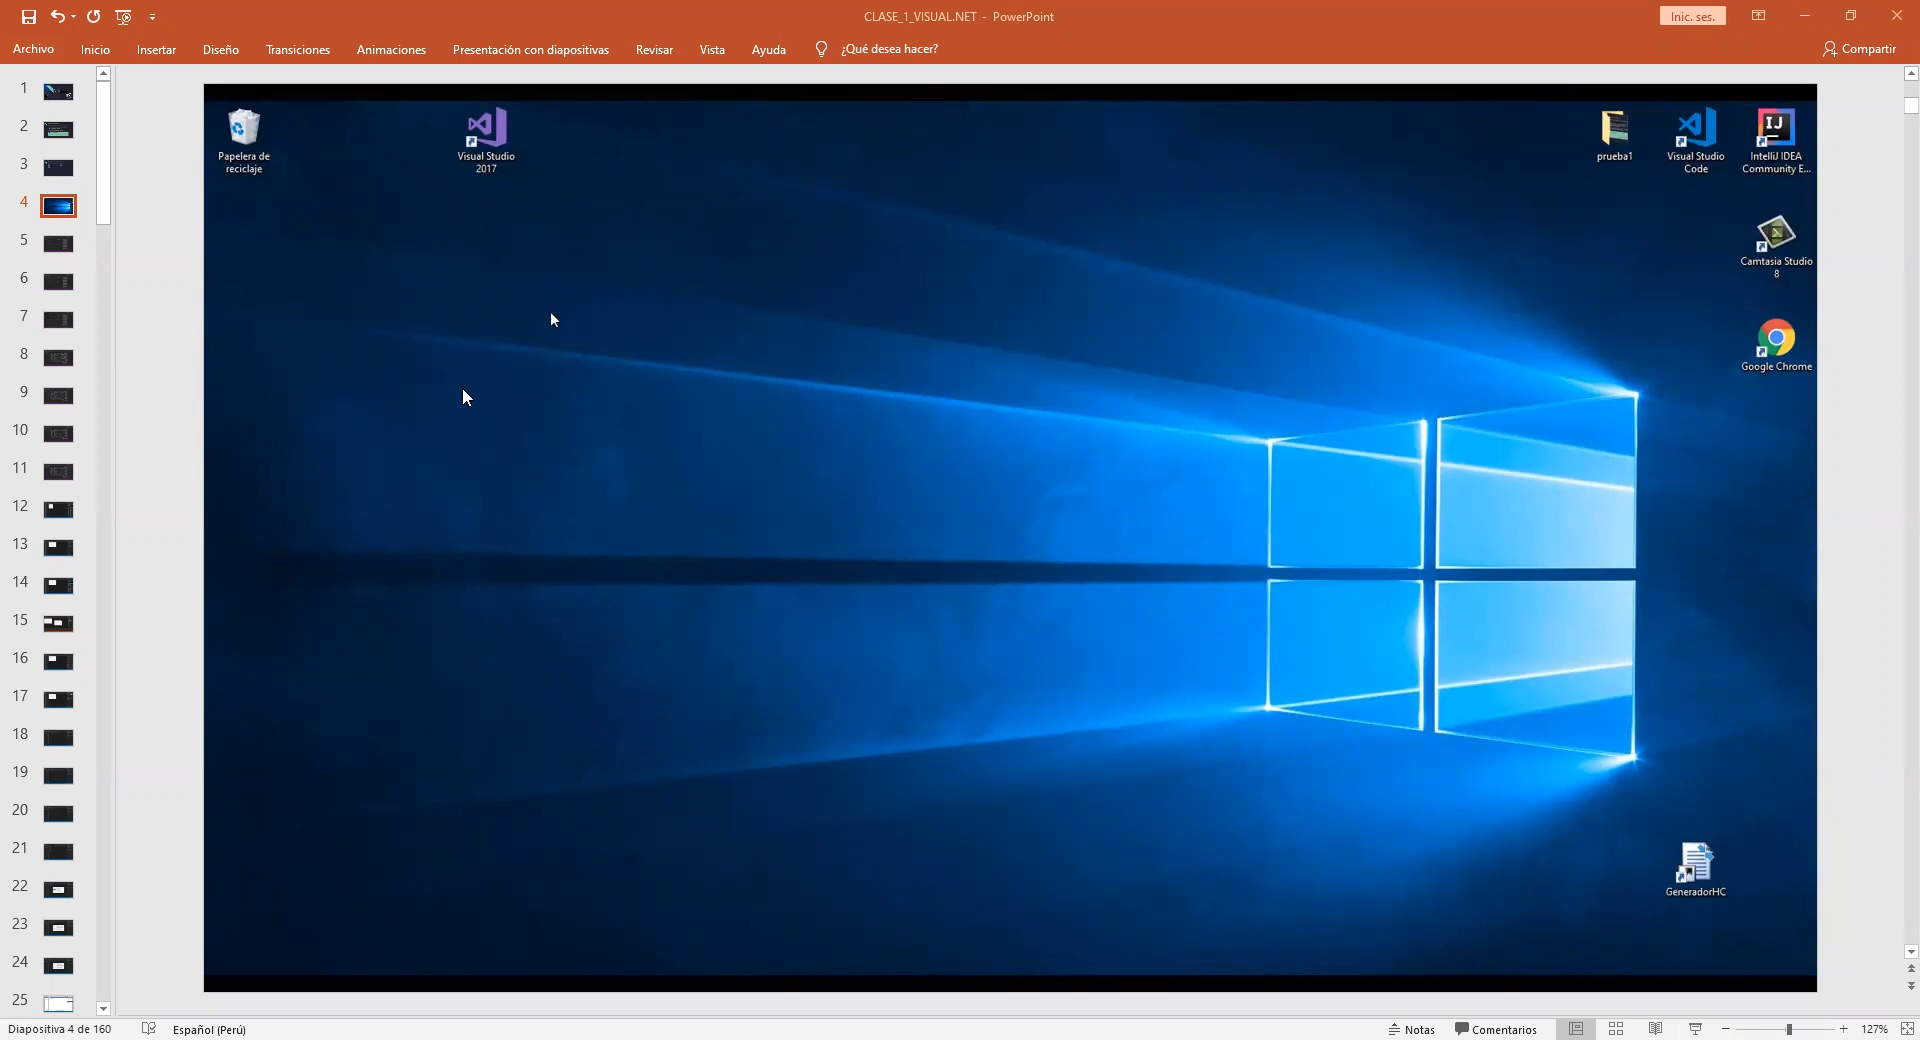 CLASE_1_VISUAL.NET - PowerPoint
Inic. ses.
Archivo Inicio Insertar Diseño Transiciones Animaciones Presentación con diapositivas Revisar Vista Ayuda ¿Qué desea hacer? Compartir
1
2
3
4
5
6
7
8
9
10
11
12
13
14
15
16
17
18
19
20
21
22
23
24
25
Papelera de
reciclaje
Visual Studio
2017
prueba1
Visual Studio
Code
IntelliJ IDEA
Community E...
Camtasia Studio
8
Google Chrome
GeneradorHC
Diapositiva 4 de 160 Español (Perú) Notas Comentarios 127%